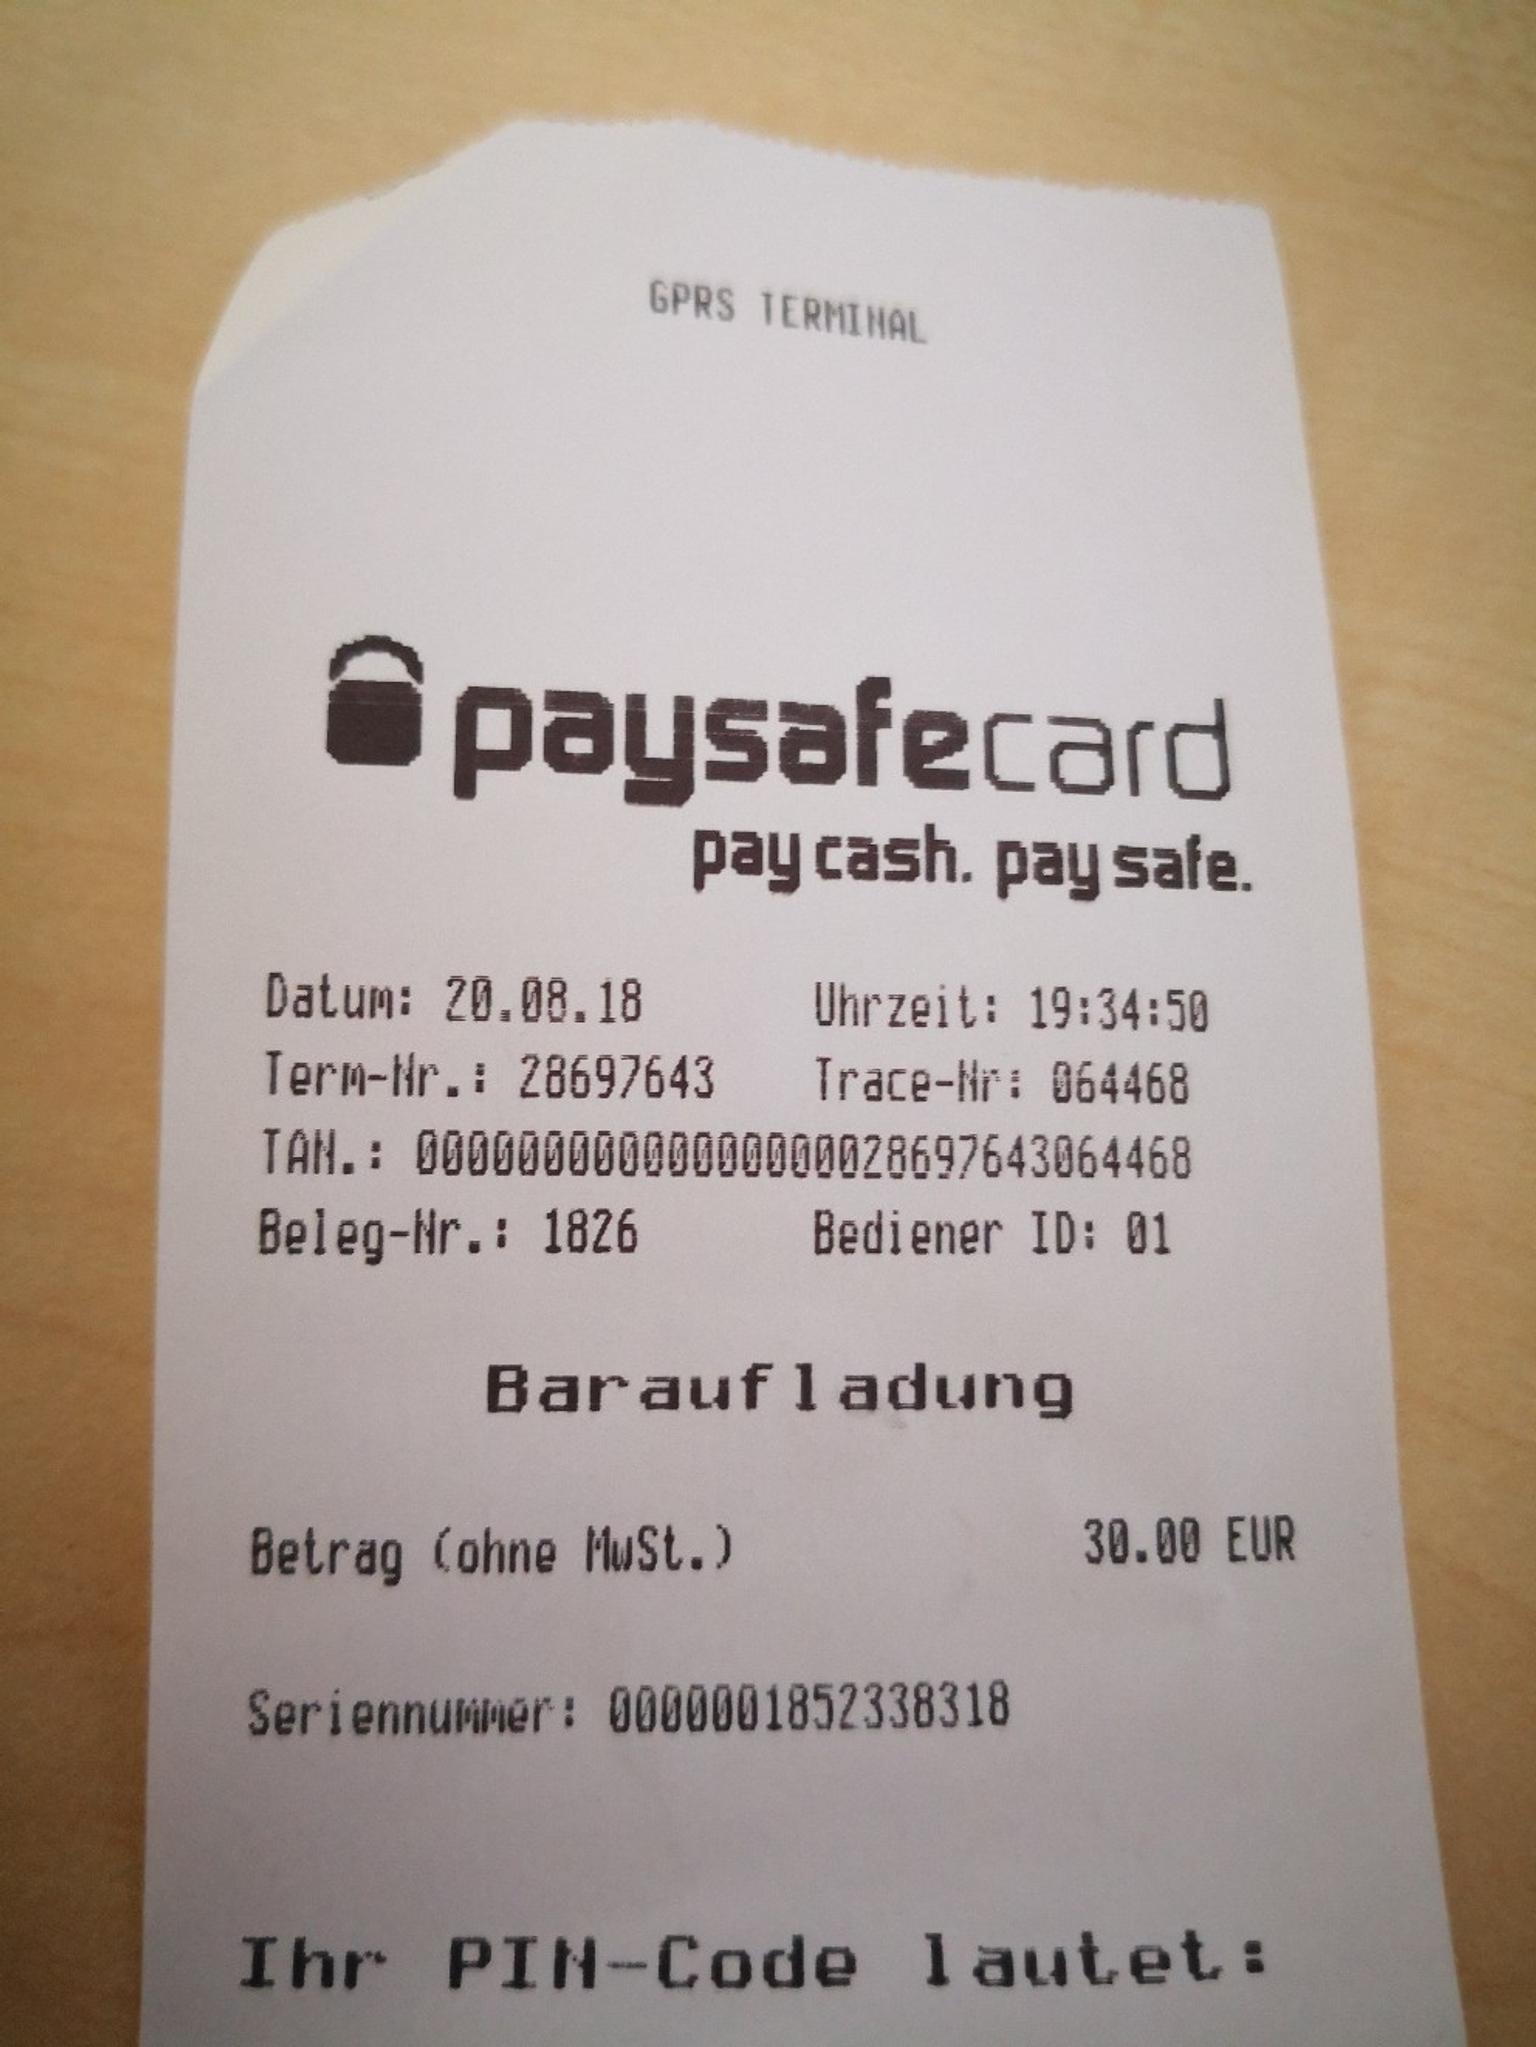 GPRS TERMINAL
paysafecard
pay cash. pay safe.
Datum: 20.08.18 Uhrzeit: 19:34:50
Term-Nr.: 28697643 Trace-Nr: 064468
TAN.: 00000000000000000028697643064468
Beleg-Nr.: 1826 Bediener ID: 01
Baraufladung
Betrag (ohne MwSt.) 30.00 EUR
Seriennummer: 0000001852338318
Ihr PIN-Code lautet: